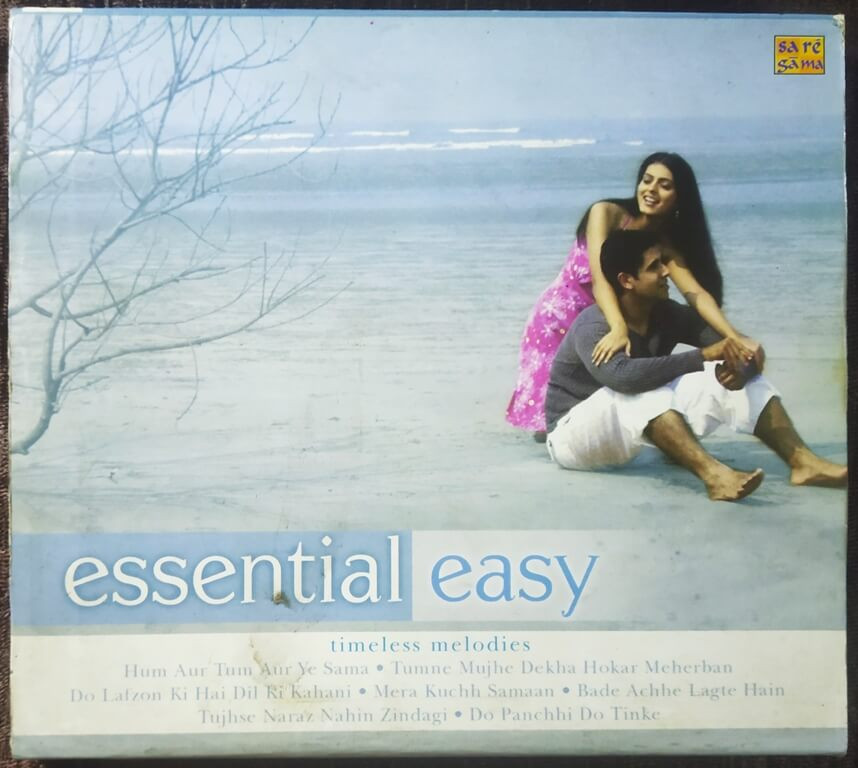 sa rē
gā ma
essential easy
timeless melodies
Hum Aur Tum Aur Ye Sama • Tumne Mujhe Dekha Hokar Meherban
Do Lafzon Ki Hai Dil Ki Kahani • Mera Kuchh Samaan • Bade Achhe Lagte Hain
Tujhse Naraz Nahin Zindagi • Do Panchhi Do Tinke